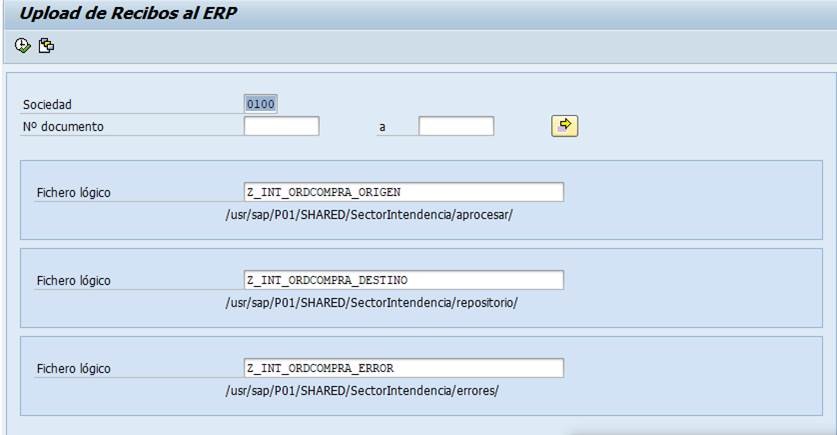 Upload de Recibos al ERP
Sociedad 0100
Nº documento a
Fichero lógico Z_INT_ORDCOMPRA_ORIGEN
/usr/sap/P01/SHARED/SectorIntendencia/aprocesar/
Fichero lógico Z_INT_ORDCOMPRA_DESTINO
/usr/sap/P01/SHARED/SectorIntendencia/repositorio/
Fichero lógico Z_INT_ORDCOMPRA_ERROR
/usr/sap/P01/SHARED/SectorIntendencia/errores/